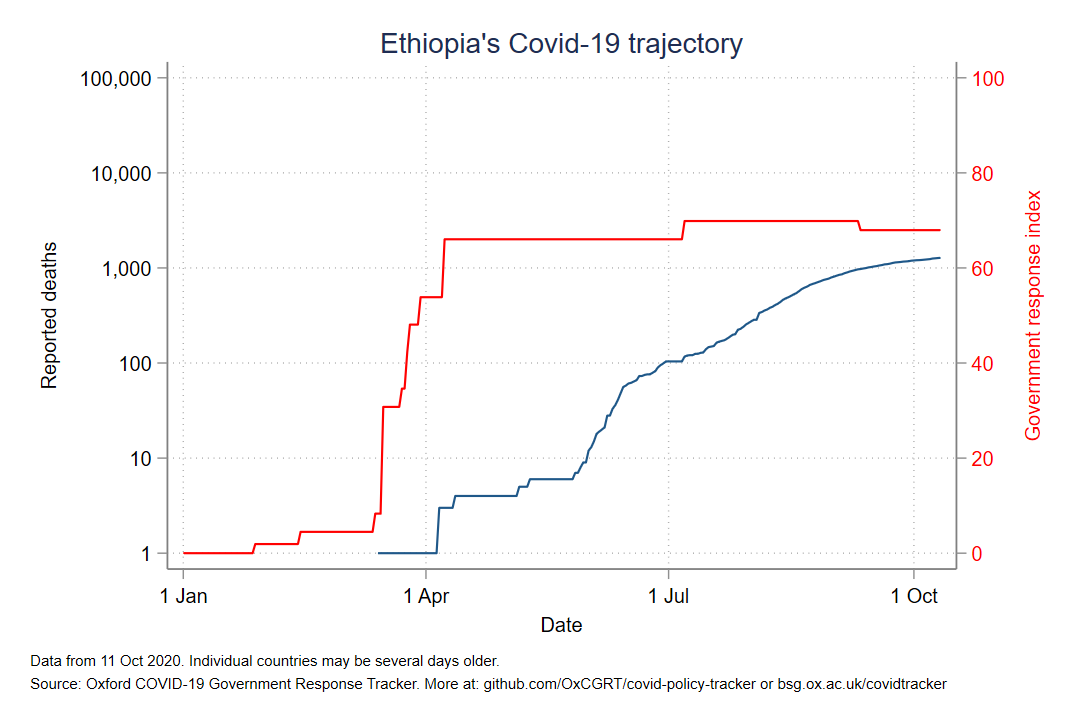 Ethiopia's Covid-19 trajectory
100,000
10,000
1,000
100
10
1
Reported deaths
100
80
60
40
20
0
Government response index
1 Jan
1 Apr
1 Jul
1 Oct
Date
Data from 11 Oct 2020. Individual countries may be several days older.
Source: Oxford COVID-19 Government Response Tracker. More at: github.com/OxCGRT/covid-policy-tracker or bsg.ox.ac.uk/covidtracker